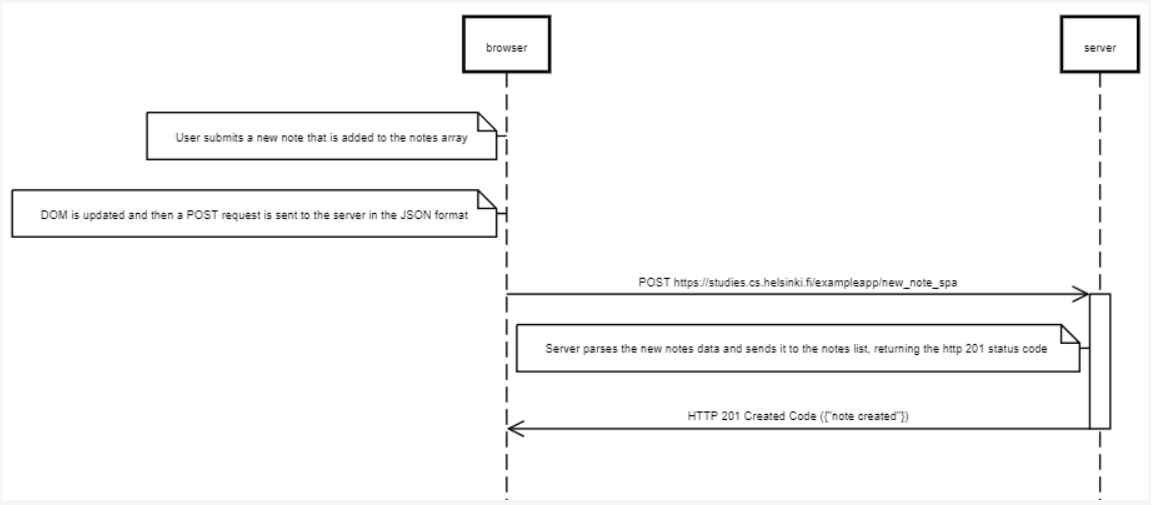 browser
server
User submits a new note that is added to the notes array
DOM is updated and then a POST request is sent to the server in the JSON format
POST https://studies.cs.helsinki.fi/exampleapp/new_note_spa
Server parses the new notes data and sends it to the notes list, returning the http 201 status code
HTTP 201 Created Code ({"note created"})